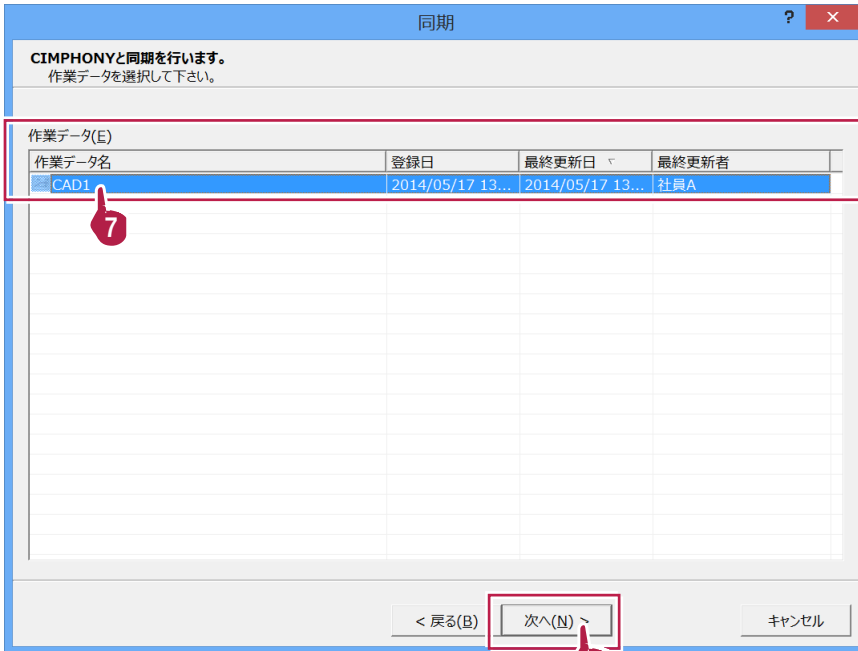 同期
?
×
CIMPHONYと同期を行います。
作業データを選択して下さい。
作業データ(E)
作業データ名 登録日 最終更新日 最終更新者
CAD1 2014/05/17 13... 2014/05/17 13... 社員A
7
< 戻る(B) 次へ(N) > キャンセル